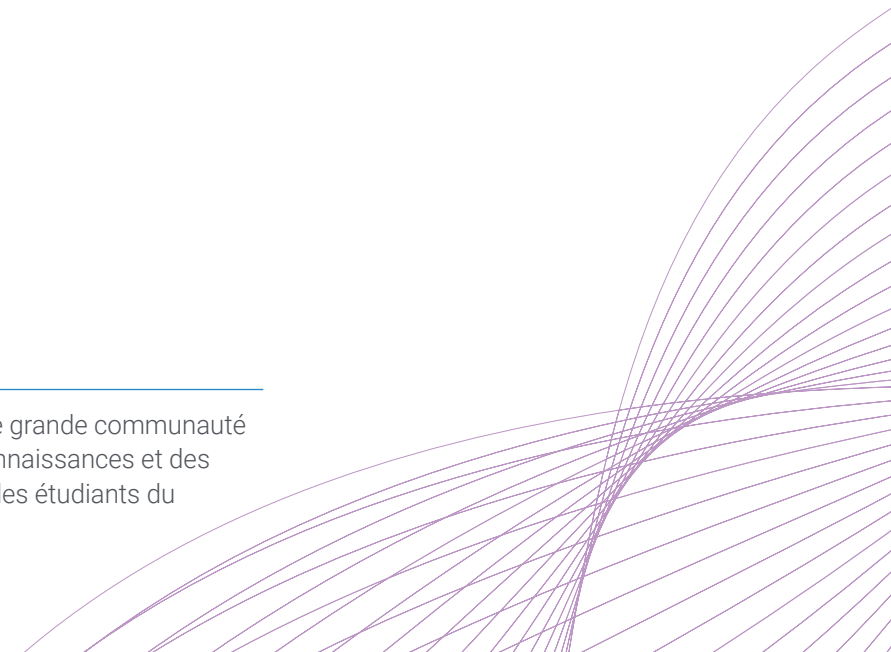 e grande communauté
nnaissances et des
les étudiants du